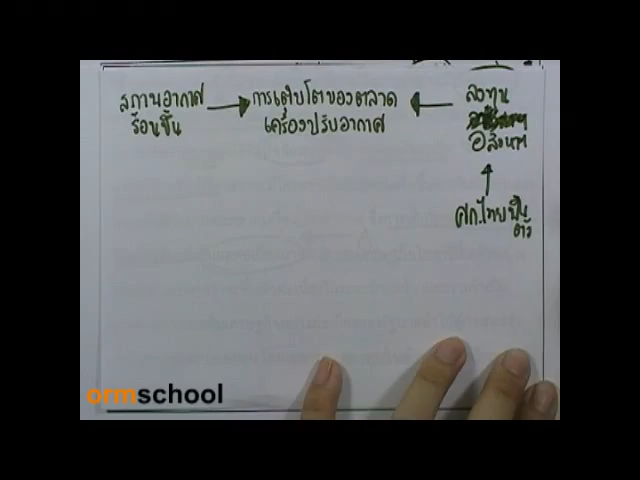 สภาพอากาศ
ร้อนขึ้น
การเติบโตของตลาด
เครื่องปรับอากาศ
ลงทุน
อสังหาฯ
ศก.ไทยฟื้น
ตัว
ormschool